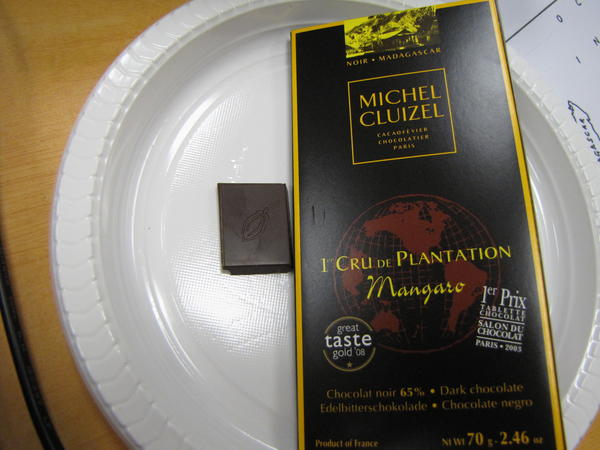 NOIR • MADAGASCAR
MICHEL
CLUIZEL
CACAOFÉVIER
CHOCOLATIER
PARIS
1er CRU DE PLANTATION
Mangaro
1er Prix
TABLETTE
CHOCOLAT
SALON DU
CHOCOLAT
PARIS • 2003
great
taste
gold '08
Chocolat noir 65% • Dark chocolate
Edelbitterschokolade • Chocolate negro
Product of France
NET WT 70 g - 2.46 oz